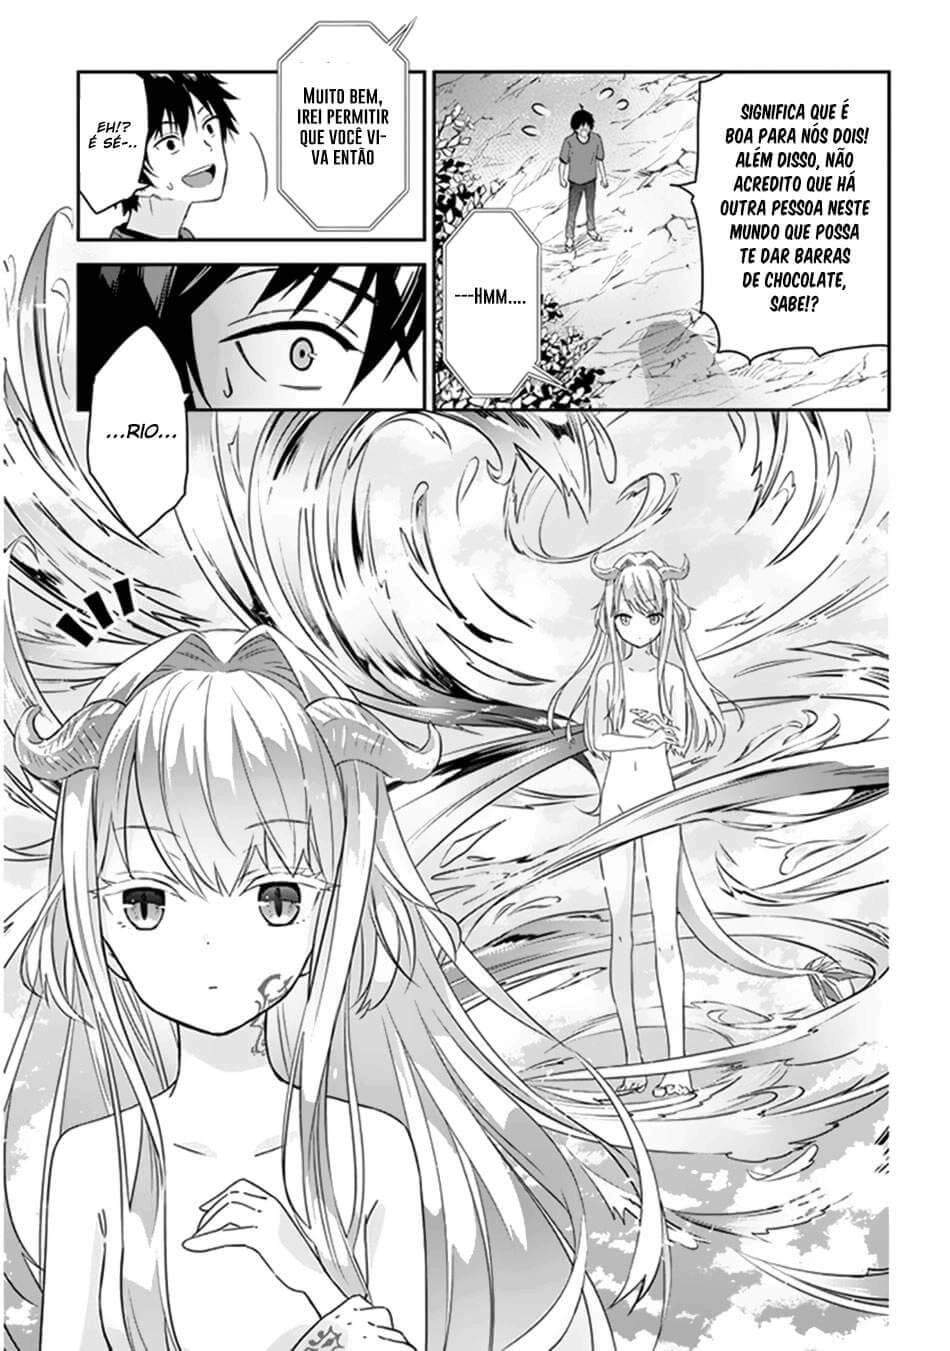 SIGNIFICA QUE É
BOA PARA NÓS DOIS!
ALÉM DISSO, NÃO
ACREDITO QUE HÁ
OUTRA PESSOA NESTE
MUNDO QUE POSSA
TE DAR BARRAS
DE CHOCOLATE,
SABE!?
---HMM....
MUITO BEM,
IREI PERMITIR
QUE VOCÊ VI-
VA ENTÃO
EH!?
É SÉ-..
...RIO...